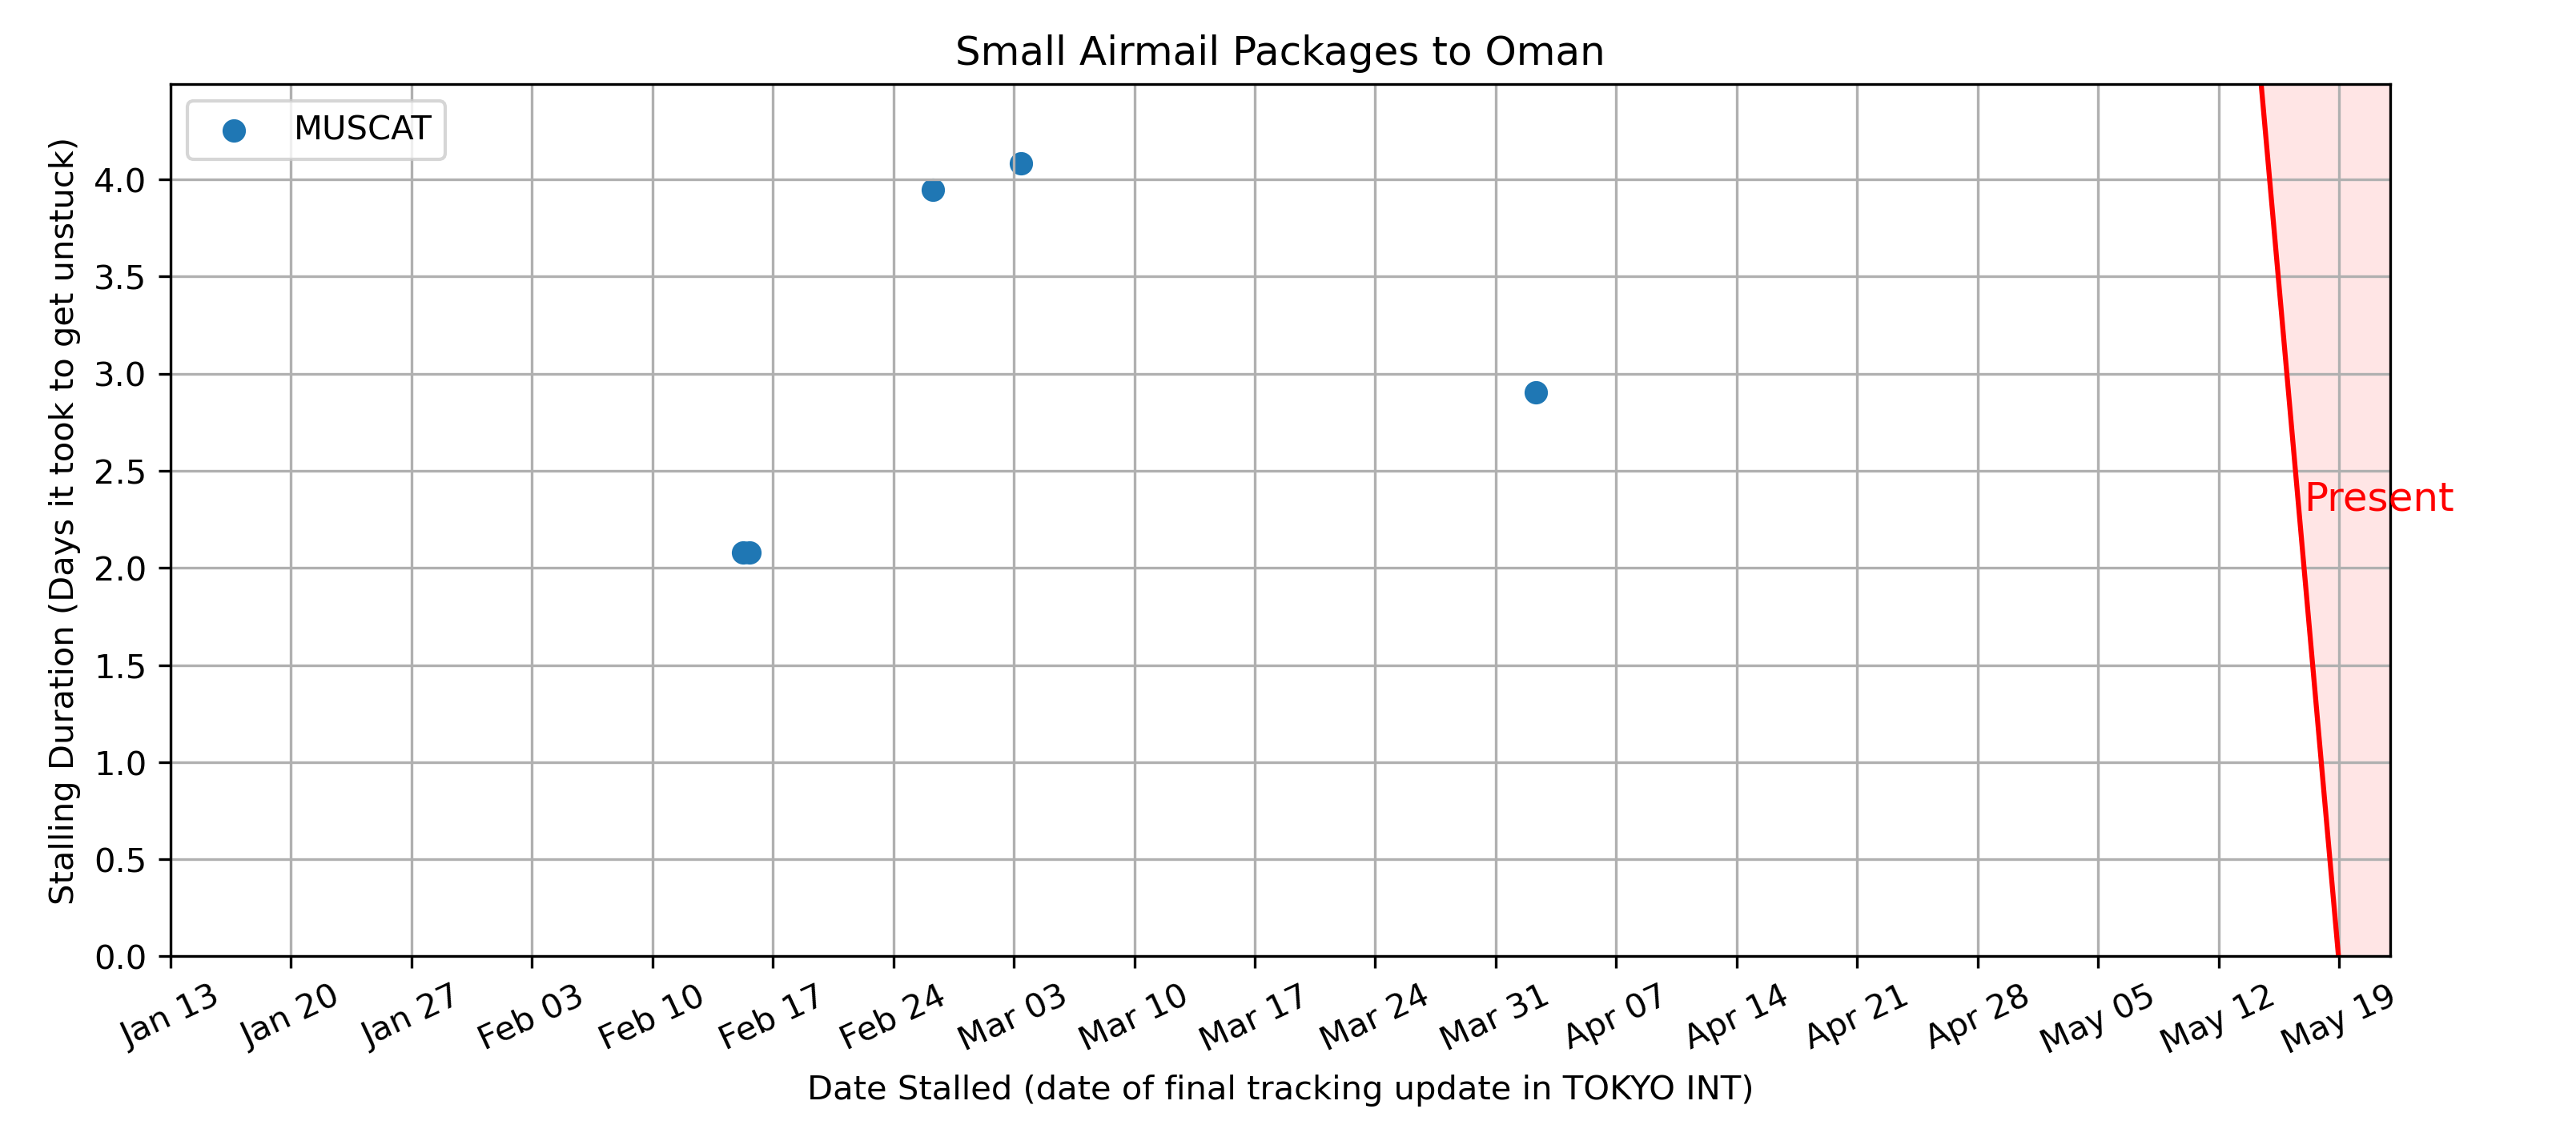 Small Airmail Packages to Oman
MUSCAT
Stalling Duration (Days it took to get unstuck)
4.0
3.5
3.0
2.5
2.0
1.5
1.0
0.5
0.0
Present
Jan 13 Jan 20 Jan 27 Feb 03 Feb 10 Feb 17 Feb 24 Mar 03 Mar 10 Mar 17 Mar 24 Mar 31 Apr 07 Apr 14 Apr 21 Apr 28 May 05 May 12 May 19
Date Stalled (date of final tracking update in TOKYO INT)